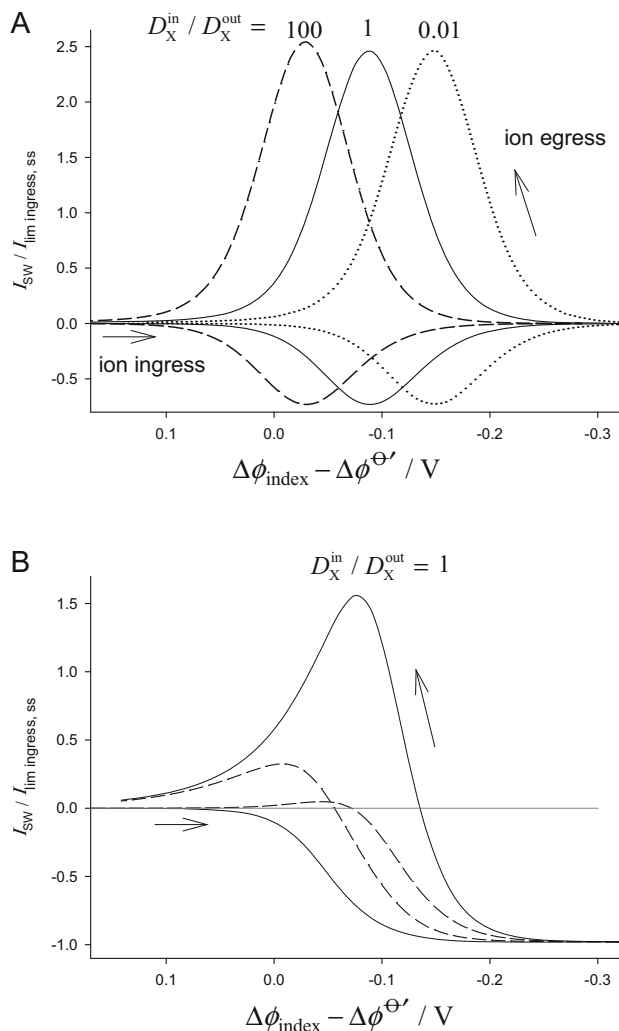 A
D_X^in / D_X^out =
100 1 0.01
2.5
2.0
1.5
1.0
0.5
0.0
-0.5
I_SW / I_lim ingress, ss
ion egress
ion ingress
0.1 0.0 -0.1 -0.2 -0.3
Δϕ_index − Δϕ^⊖′ / V
B
D_X^in / D_X^out = 1
1.5
1.0
0.5
0.0
-0.5
-1.0
I_SW / I_lim ingress, ss
0.1 0.0 -0.1 -0.2 -0.3
Δϕ_index − Δϕ^⊖′ / V